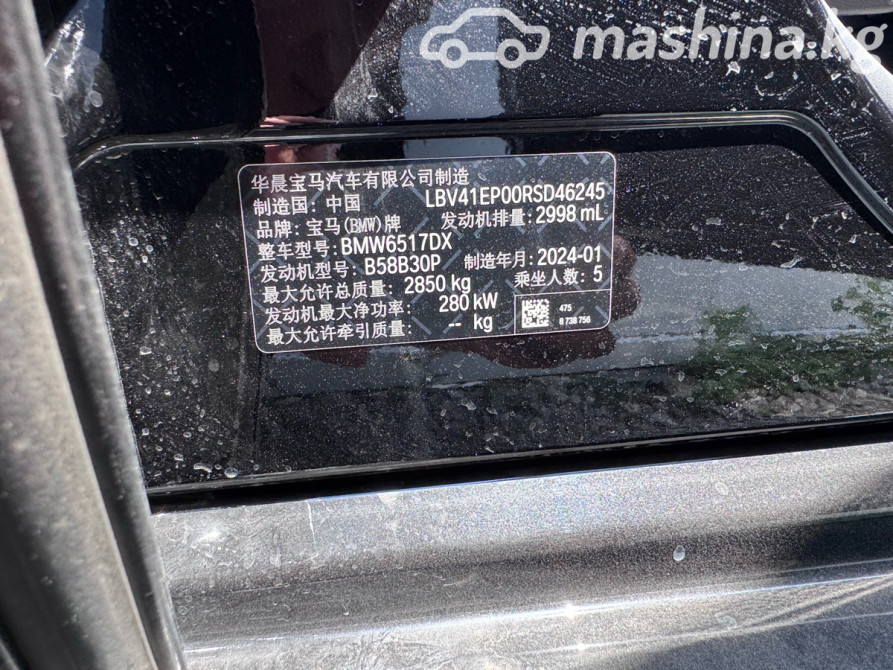 mashina.kg
华晨宝马汽车有限公司制造
制造国：中国 LBV41EP00RSD46245
品牌：宝马(BMW)牌 发动机排量：2998 mL
整车型号：BMW6517DX
发动机型号：B58B30P 制造年月：2024-01
最大允许总质量：2850 kg 乘坐人数：5
发动机最大净功率：280 kW
最大允许牵引质量：-- kg
475
8 738 756